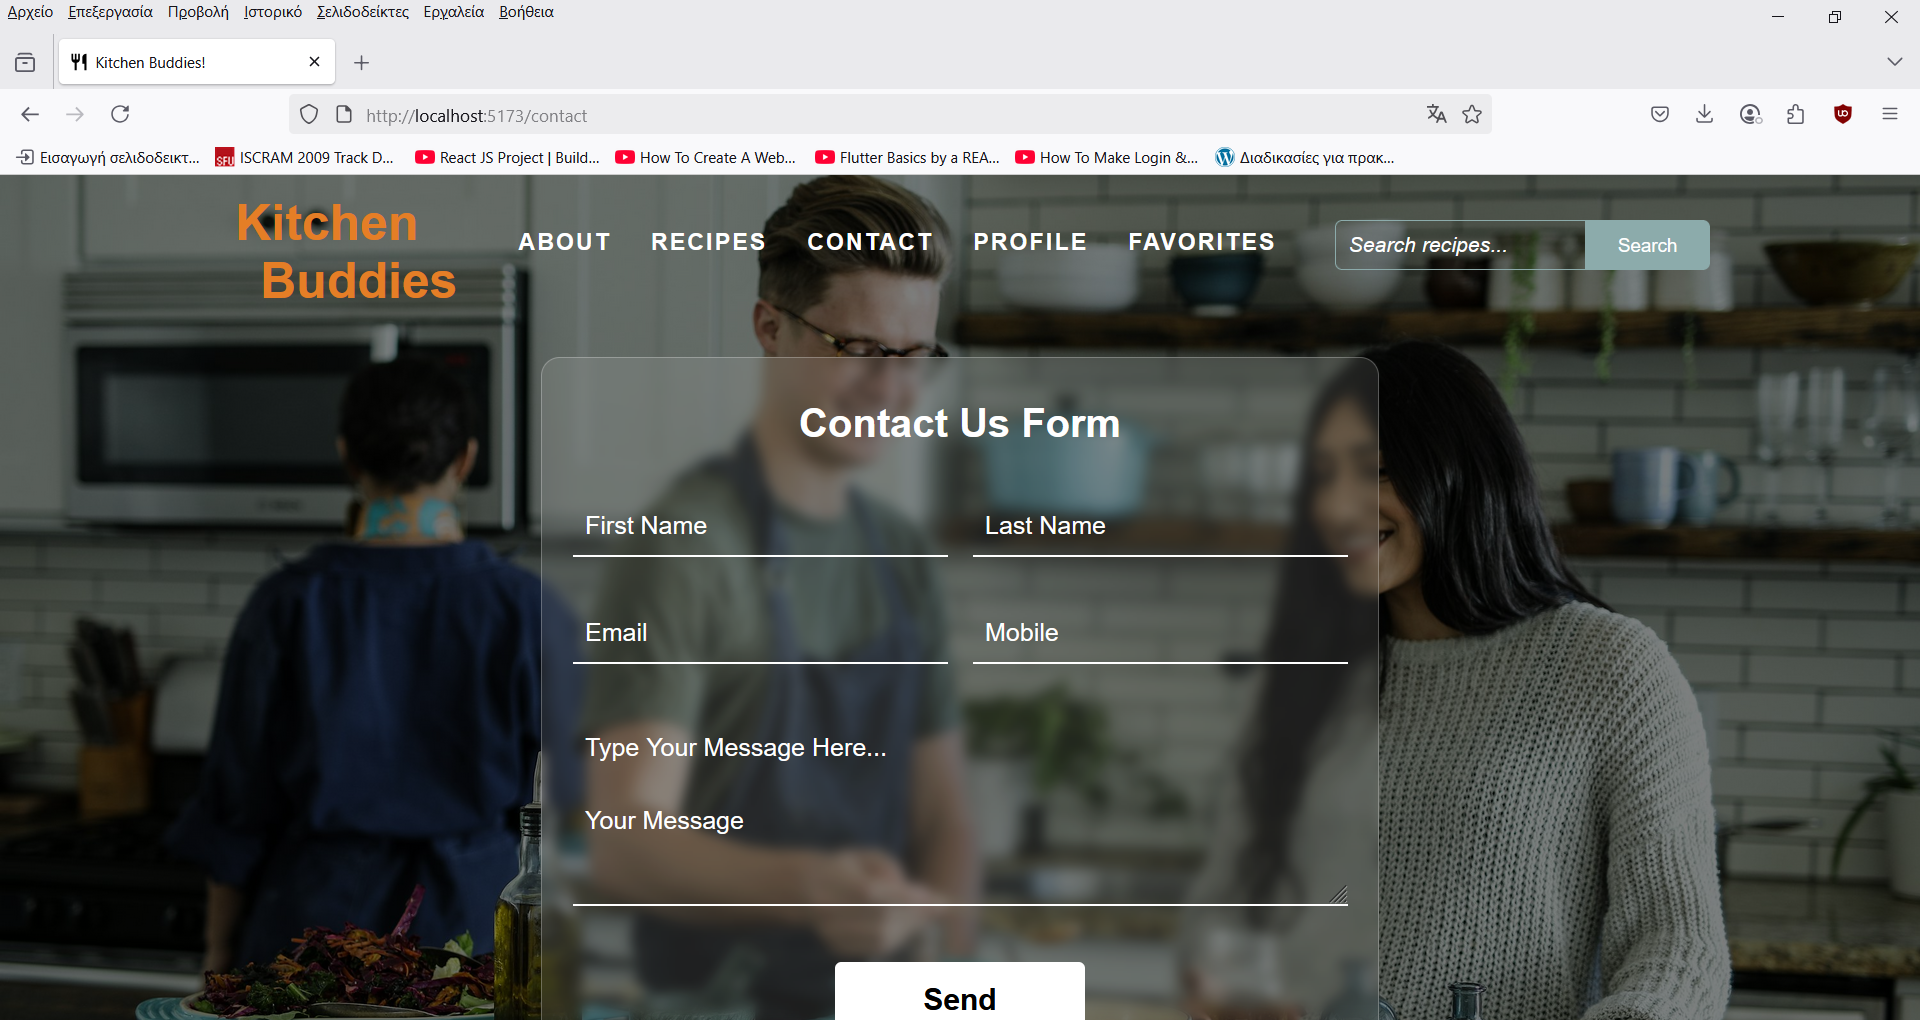 Αρχείο Επεξεργασία Προβολή Ιστορικό Σελιδοδείκτες Εργαλεία Βοήθεια
Kitchen Buddies!
http://localhost:5173/contact
Εισαγωγή σελιδοδεικτ... SFU ISCRAM 2009 Track D... React JS Project | Build... How To Create A Web... Flutter Basics by a REA... How To Make Login &... Διαδικασίες για πρακ...
Kitchen
Buddies
ABOUT RECIPES CONTACT PROFILE FAVORITES
Search recipes... Search
Contact Us Form
First Name Last Name
Email Mobile
Type Your Message Here...
Your Message
Send